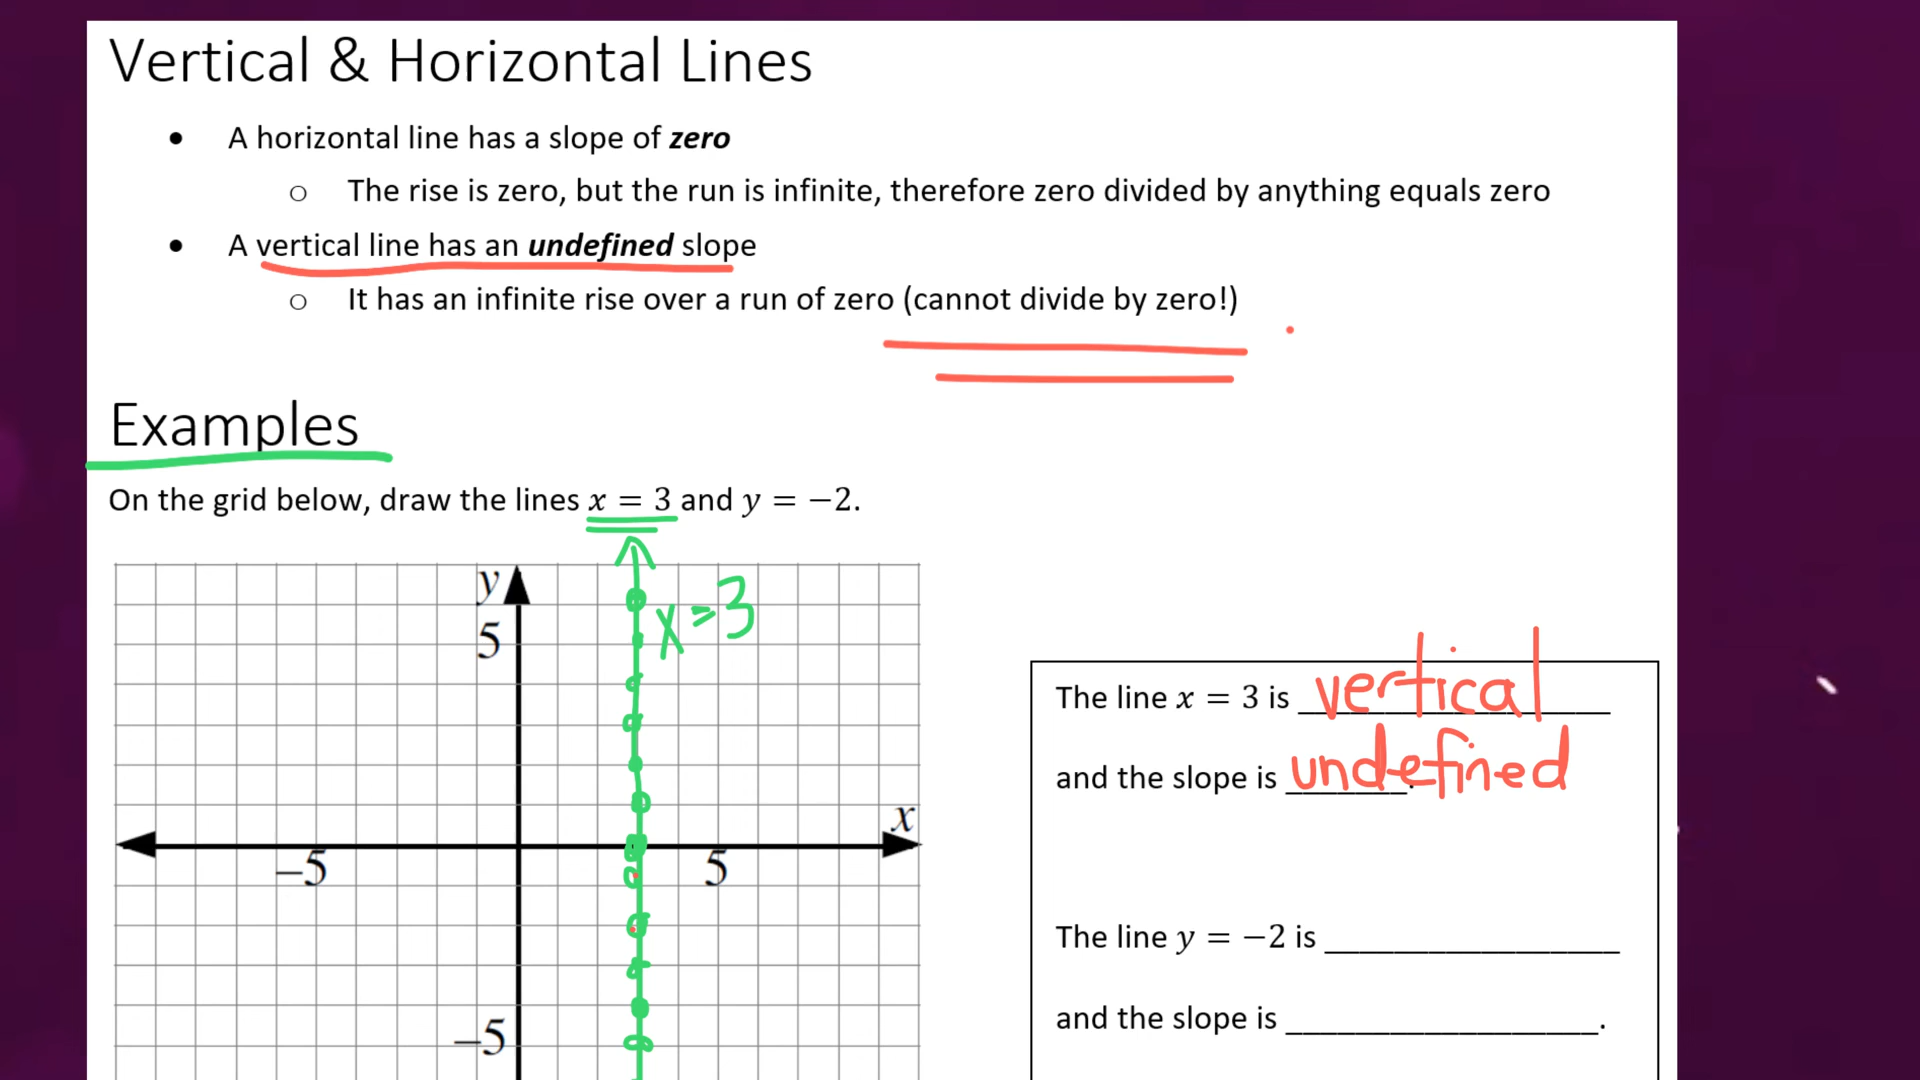 Vertical & Horizontal Lines
• A horizontal line has a slope of zero
o The rise is zero, but the run is infinite, therefore zero divided by anything equals zero
• A vertical line has an undefined slope
o It has an infinite rise over a run of zero (cannot divide by zero!)
Examples
On the grid below, draw the lines x = 3 and y = −2.
y
5
x=3
x
−5
5
−5
The line x = 3 is vertical
and the slope is undefined.
The line y = −2 is ___________________
and the slope is ____________________.